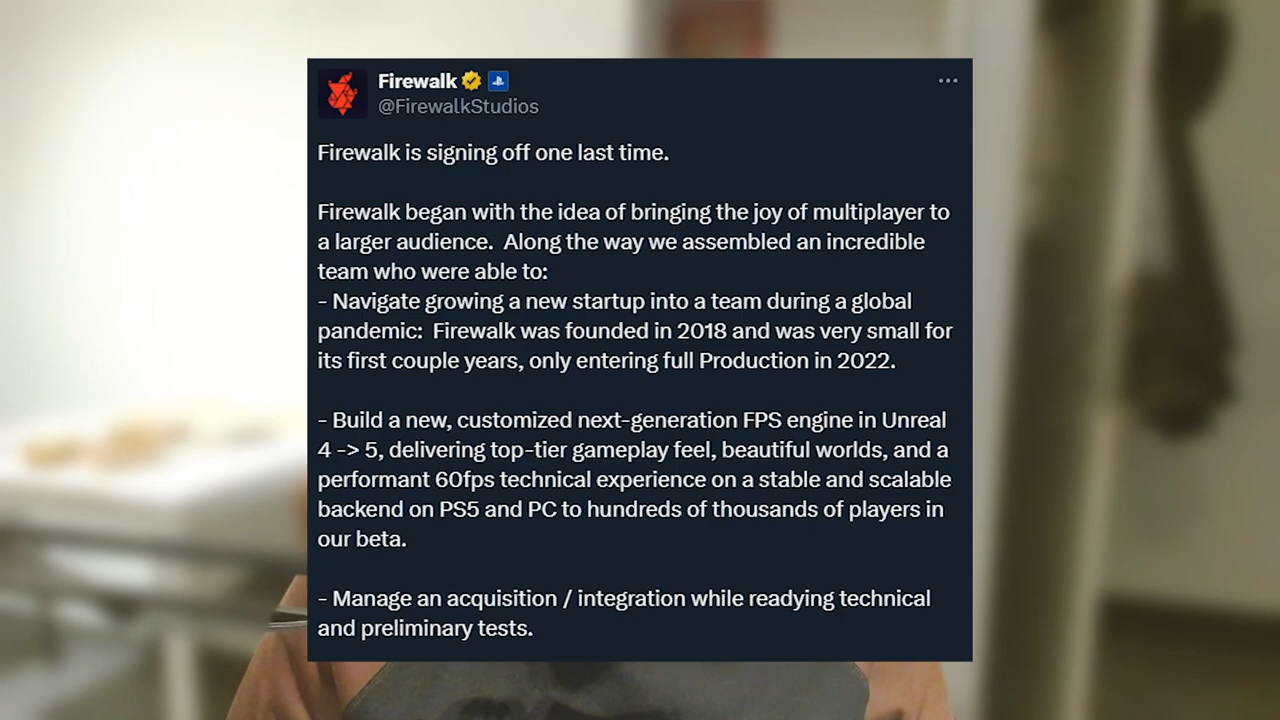 Firewalk
@FirewalkStudios
Firewalk is signing off one last time.
Firewalk began with the idea of bringing the joy of multiplayer to
a larger audience.  Along the way we assembled an incredible
team who were able to:
- Navigate growing a new startup into a team during a global
pandemic:  Firewalk was founded in 2018 and was very small for
its first couple years, only entering full Production in 2022.
- Build a new, customized next-generation FPS engine in Unreal
4 -> 5, delivering top-tier gameplay feel, beautiful worlds, and a
performant 60fps technical experience on a stable and scalable
backend on PS5 and PC to hundreds of thousands of players in
our beta.
- Manage an acquisition / integration while readying technical
and preliminary tests.